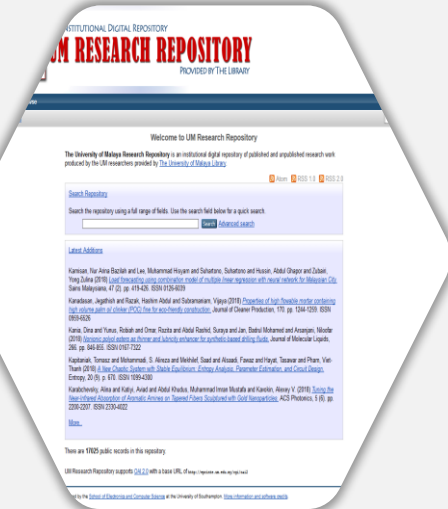 INSTITUTIONAL DIGITAL REPOSITORY
UM RESEARCH REPOSITORY
PROVIDED BY THE LIBRARY
Welcome to UM Research Repository
The University of Malaya Research Repository is an institutional digital repository of published and unpublished research work
produced by the UM researchers provided by The University of Malaya Library.
Atom RSS 1.0 RSS 2.0
Search Repository
Search the repository using a full range of fields. Use the search field below for a quick search.
Search Advanced search
Latest Additions
Kamisan, Nur Arina Bazilah and Lee, Muhammad Hisyam and Suhartono, Suhartono and Hussin, Abdul Ghapor and Zubairi,
Yong Zulina (2018) Load forecasting using combination model of multiple linear regression with neural network for Malaysian City.
Sains Malaysiana, 47 (2). pp. 419-426. ISSN 0126-6039
Kanadasan, Jegathish and Razak, Hashim Abdul and Subramaniam, Vijaya (2018) Properties of high flowable mortar containing
high volume palm oil clinker (POC) fine for eco-friendly construction. Journal of Cleaner Production, 170. pp. 1244-1259. ISSN
0959-6526
Kania, Dina and Yunus, Robiah and Omar, Rozita and Abdul Rashid, Suraya and Jan, Badrul Mohamed and Arsanjani, Nilofar
(2018) Nonionic polyol esters as thinner and lubricity enhancer for synthetic-based drilling fluids. Journal of Molecular Liquids,
266. pp. 846-855. ISSN 0167-7322
Kapitaniak, Tomasz and Mohammadi, S. Alireza and Mekhilef, Saad and Alsaadi, Fawaz and Hayat, Tasawar and Pham, Viet-
Thanh (2018) A New Chaotic System with Stable Equilibrium: Entropy Analysis, Parameter Estimation, and Circuit Design.
Entropy, 20 (9). p. 670. ISSN 1099-4300
Karabchevsky, Alina and Katiyi, Aviad and Abdul Khudus, Muhammad Imran Mustafa and Kavokin, Alexey V. (2018) Tuning the
Near-Infrared Absorption of Aromatic Amines on Tapered Fibers Sculptured with Gold Nanoparticles. ACS Photonics, 5 (6). pp.
2200-2207. ISSN 2330-4022
More...
There are 17025 public records in this repository.
UM Research Repository supports OAI 2.0 with a base URL of
by the School of Electronics and Computer Science at the University of Southampton. More information and software credits.